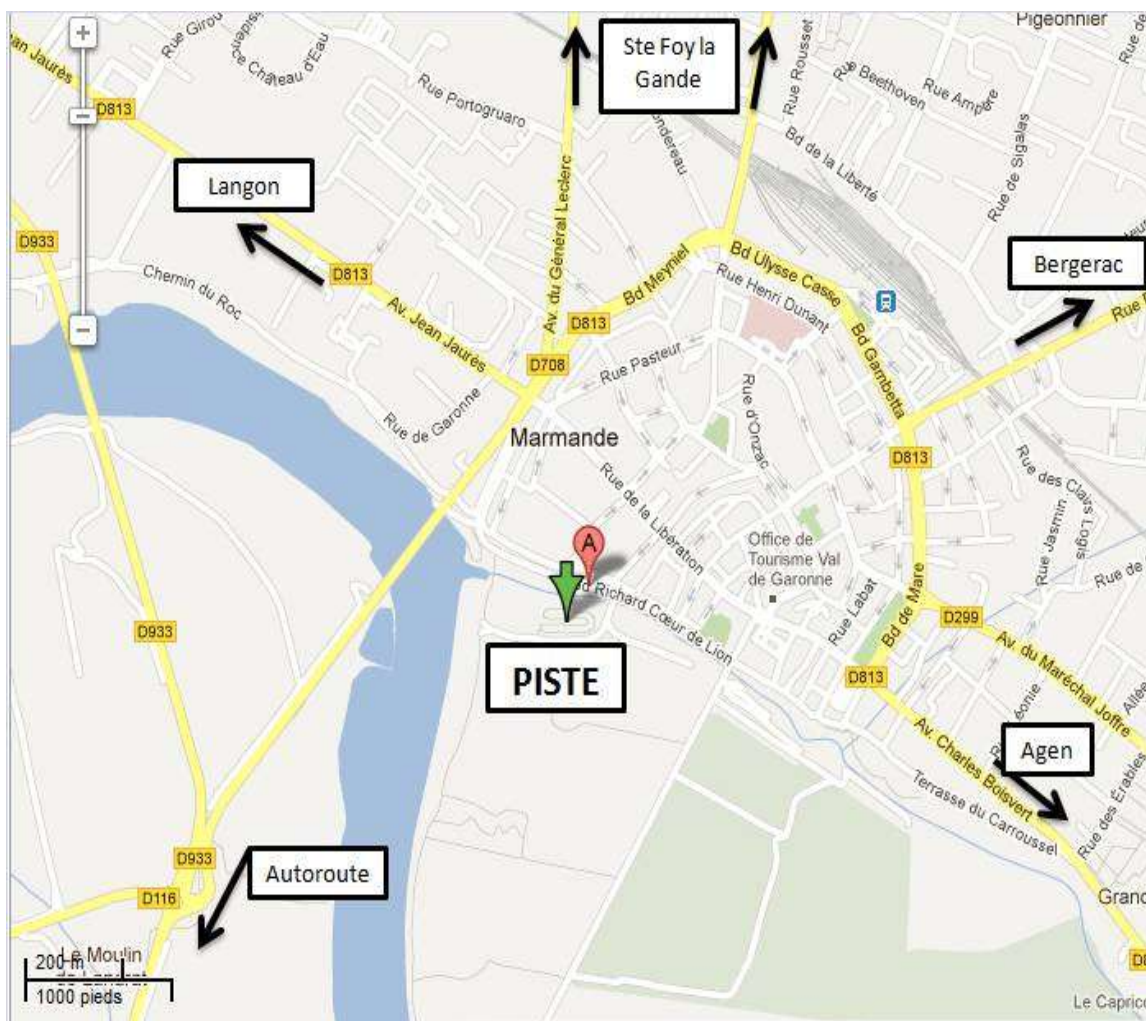 Pigeonnier
Rue Girou
Ste Foy la
Gande
Rue Rousset
Rue Beethoven
Rue Ampère
Rue de Sigalas
Jean Jaurès
ce Château d'Eau
Rue Portogruaro
D813
Bd de la Liberté
Langon
D933
Av. du Général Leclerc
Bd Meyniel
Bd Ulysse Casse
Rue Henri Dunant
Bergerac
Rue
Chemin du Roc
D813
Av. Jean Jaurès
D813
D708
Rue Pasteur
Bd Gambetta
Rue de Garonne
Marmande
Rue d'Onzac
D813
Rue de la Libération
Rue des Clairs Logis
Rue Jasmin
Rue de
Office de
Tourisme Val
de Garonne
A
Richard Cœur de Lion
Rue Labat
Bd de Mare
D299
Av. du Maréchal Joffre
D933
PISTE
D813
Av. Charles Boisvert
Agen
Terrasse du Carroussel
Rue des Érables
D933
Autoroute
D116
Grand
Le Moulin
200 m
1000 pieds
Le Caprice